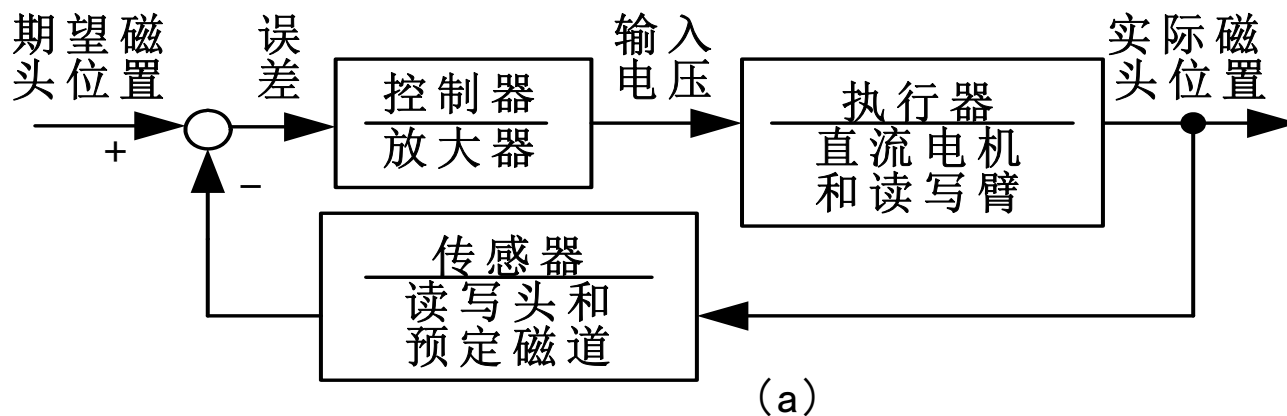 期望磁
头位置
误
差
控制器
放大器
输入
电压
执行器
直流电机
和读写臂
实际磁
头位置
+
−
传感器
读写头和
预定磁道
(a)